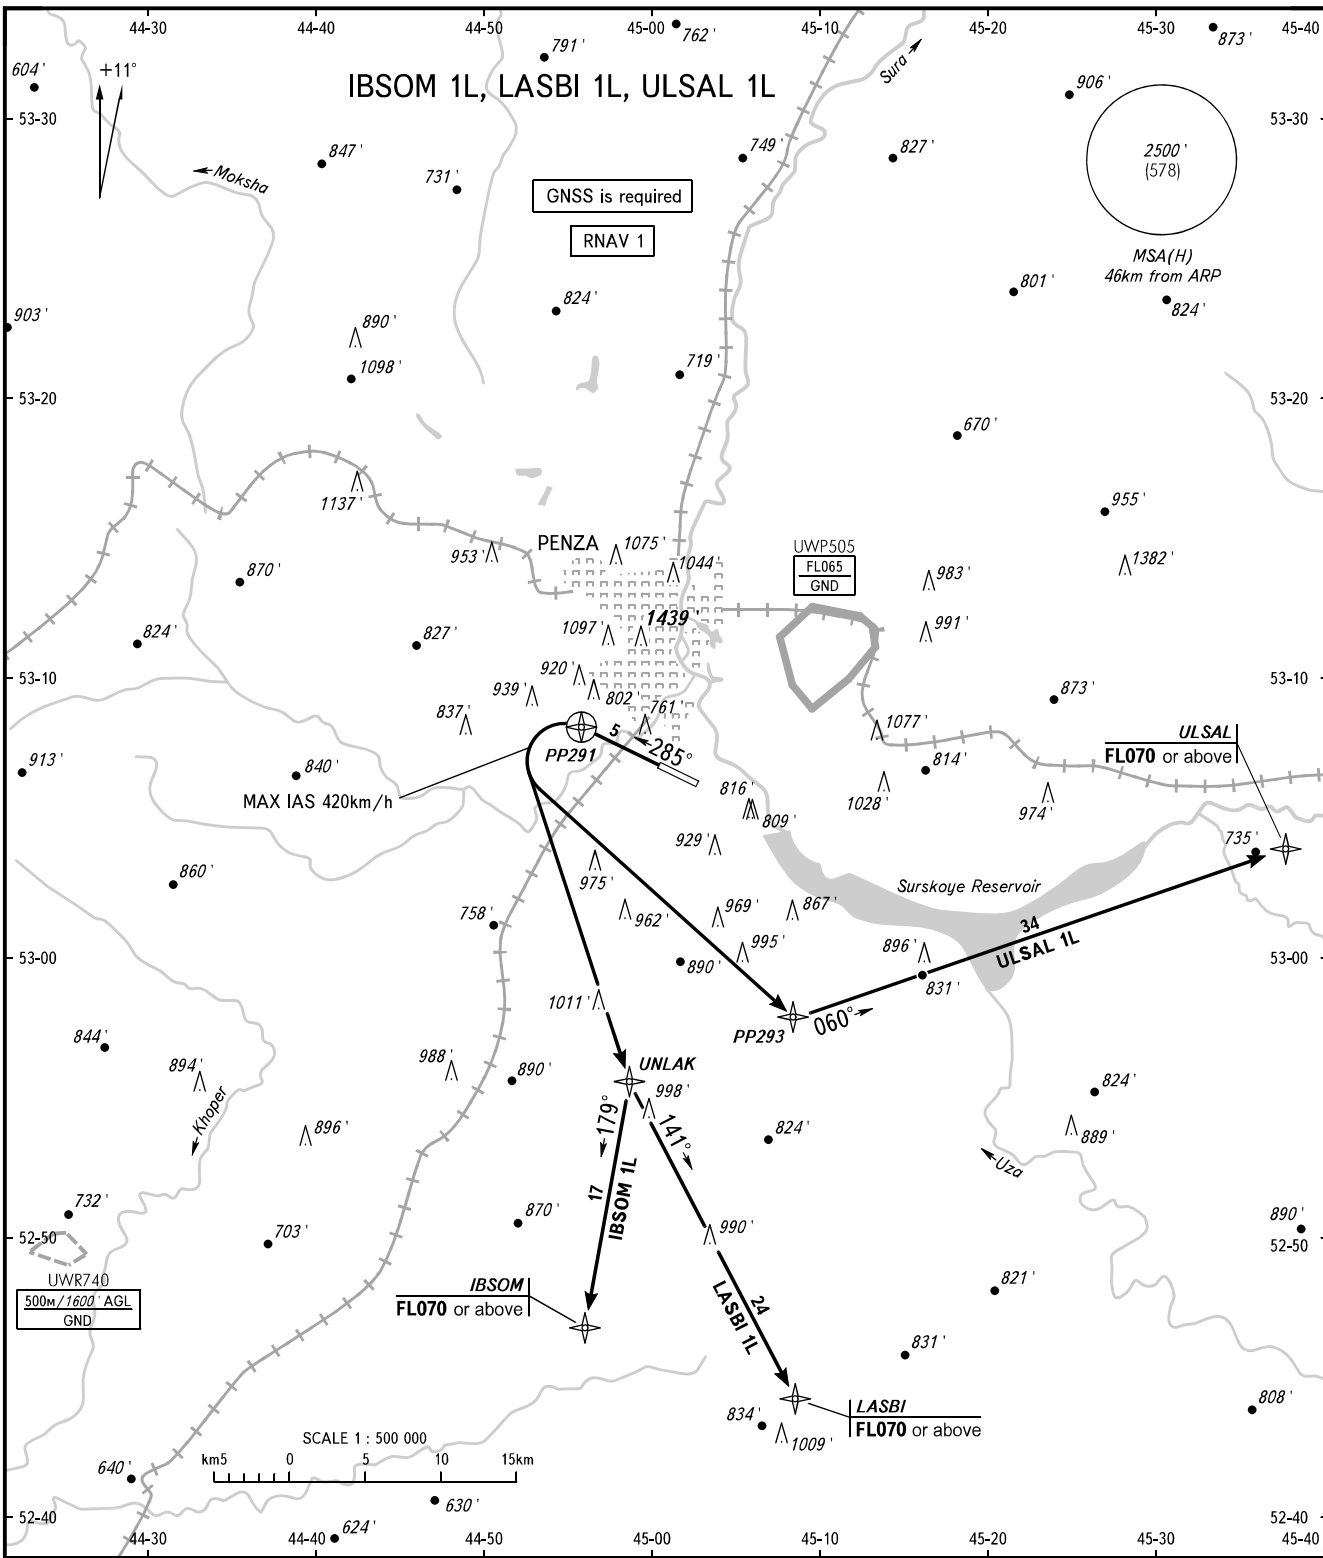 44-30 44-40 44-50 45-00 45-10 45-20 45-30 45-40
762'
873'
791'
604'
+11°
Sura
IBSOM 1L, LASBI 1L, ULSAL 1L
906'
53-30 53-30
847'
749'
827'
2500'
(578)
Moksha
731'
GNSS is required
RNAV 1
MSA(H)
46km from ARP
801'
824'
824'
903'
890'
1098'
719'
53-20 53-20
670'
1137'
955'
953'
PENZA
1075'
1044'
UWP505
FL065
GND
983'
1382'
870'
824'
827'
1097'
1439'
991'
53-10 53-10
920'
939'
802'
873'
837'
761'
1077'
5
285°
PP291
ULSAL
FL070 or above
913'
840'
814'
MAX IAS 420km/h
816'
809'
1028'
974'
929'
735'
975'
860'
Surskoye Reservoir
758'
962'
969'
867'
34
ULSAL 1L
995'
896'
53-00 53-00
890'
831'
1011'
060°
PP293
844'
894'
988'
UNLAK
890'
998'
824'
Khoper
179°
141°
896'
824'
889'
Uza
17
IBSOM 1L
732'
870'
890'
703'
990'
52-50 52-50
UWR740
500м/1600' AGL
GND
IBSOM
FL070 or above
821'
24
LASBI 1L
831'
LASBI
FL070 or above
808'
834'
1009'
SCALE 1 : 500 000
km5 0 5 10 15km
640'
630'
52-40 52-40
624'
44-30 44-40 44-50 45-00 45-10 45-20 45-30